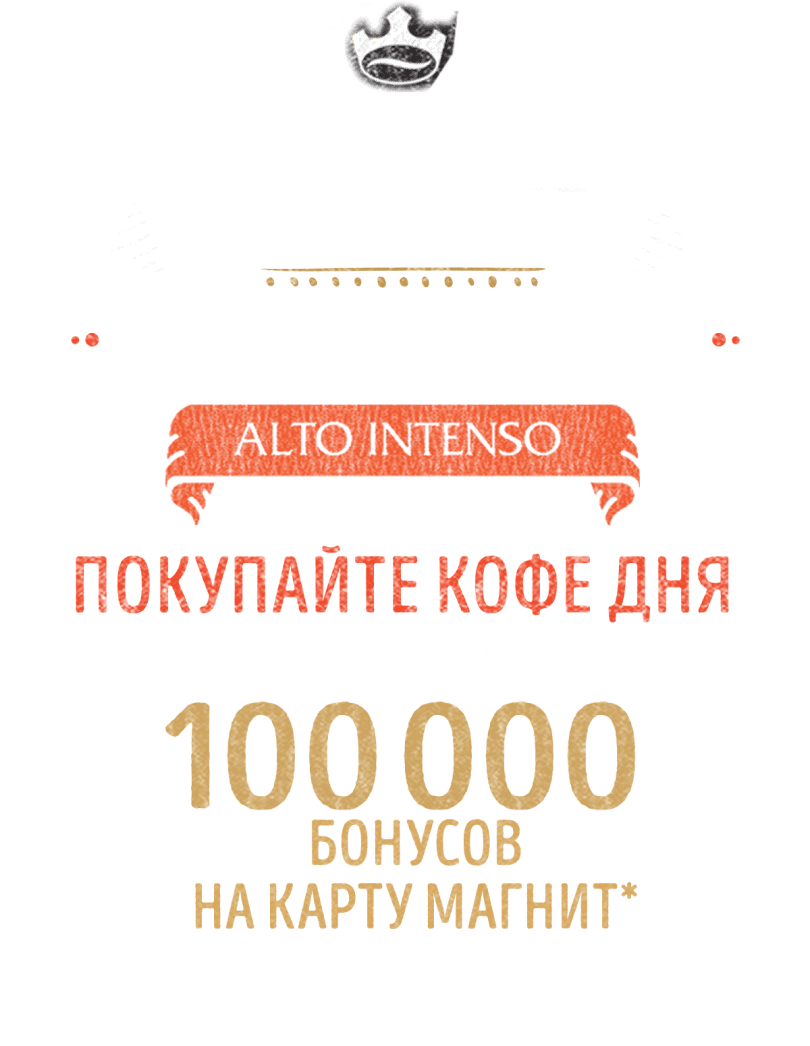 ALTO INTENSO
ПОКУПАЙТЕ КОФЕ ДНЯ
100 000
БОНУСОВ
НА КАРТУ МАГНИТ*